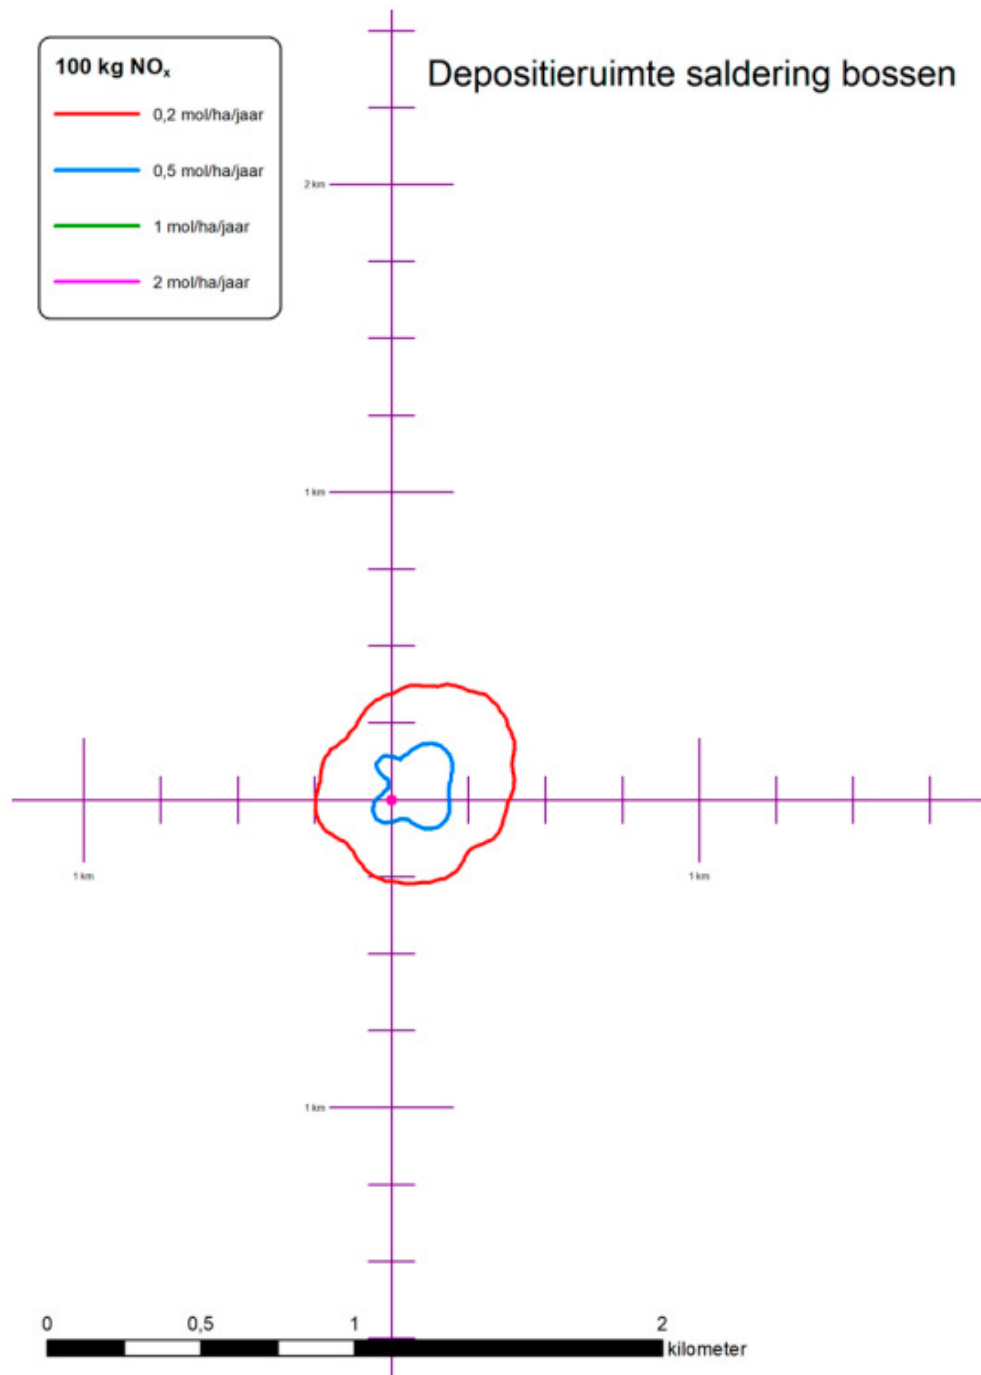 100 kg NOₓ
0,2 mol/ha/jaar
0,5 mol/ha/jaar
1 mol/ha/jaar
2 mol/ha/jaar
Depositieruimte saldering bossen
2 km
1 km
1 km
1 km
1 km
0 0,5 1 2
kilometer